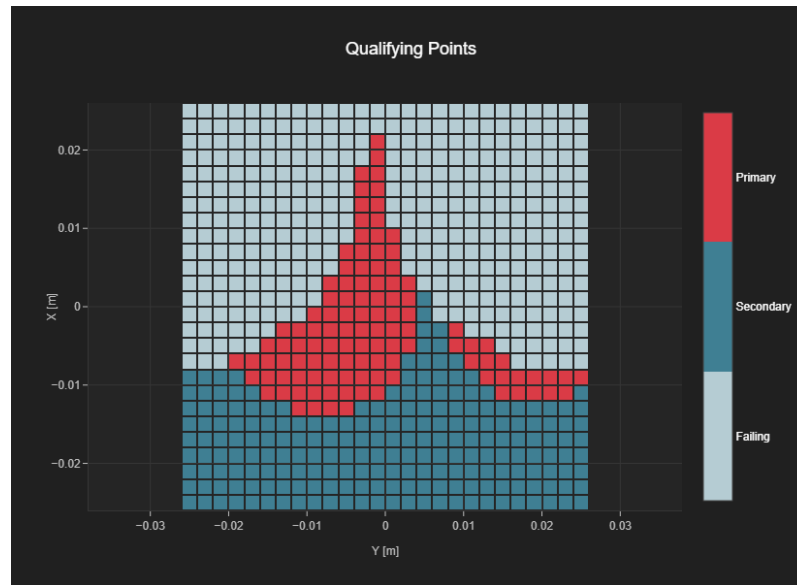 Qualifying Points
0.02
0.01
0
−0.01
−0.02
X [m]
−0.03
−0.02
−0.01
0
0.01
0.02
0.03
Y [m]
Primary
Secondary
Failing